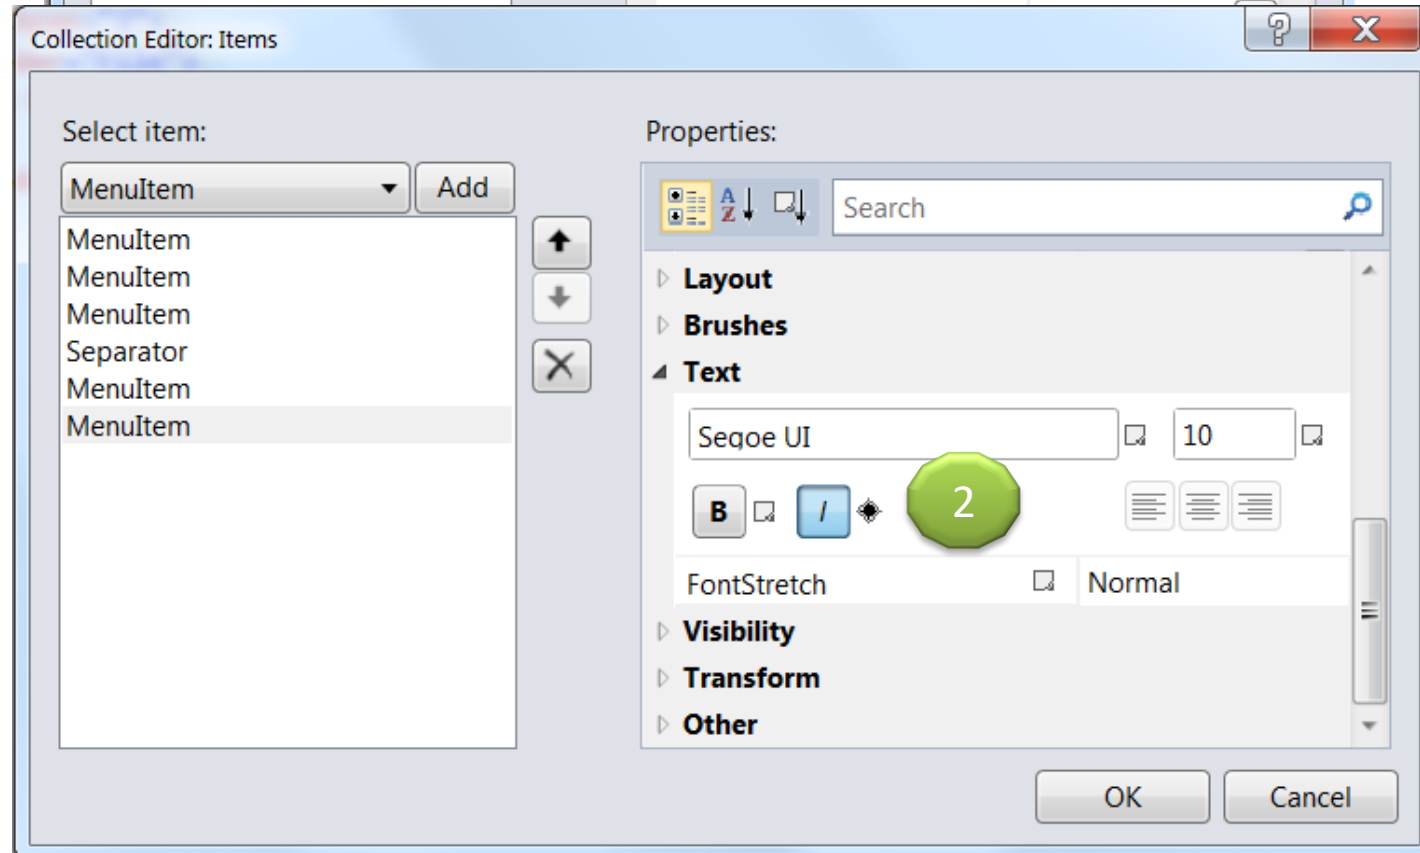 Collection Editor: Items
Select item:
MenuItem
Add
MenuItem
MenuItem
MenuItem
Separator
MenuItem
MenuItem
Properties:
A
Z
Search
Layout
Brushes
Text
Segoe UI
10
B
I
2
FontStretch
Normal
Visibility
Transform
Other
OK
Cancel